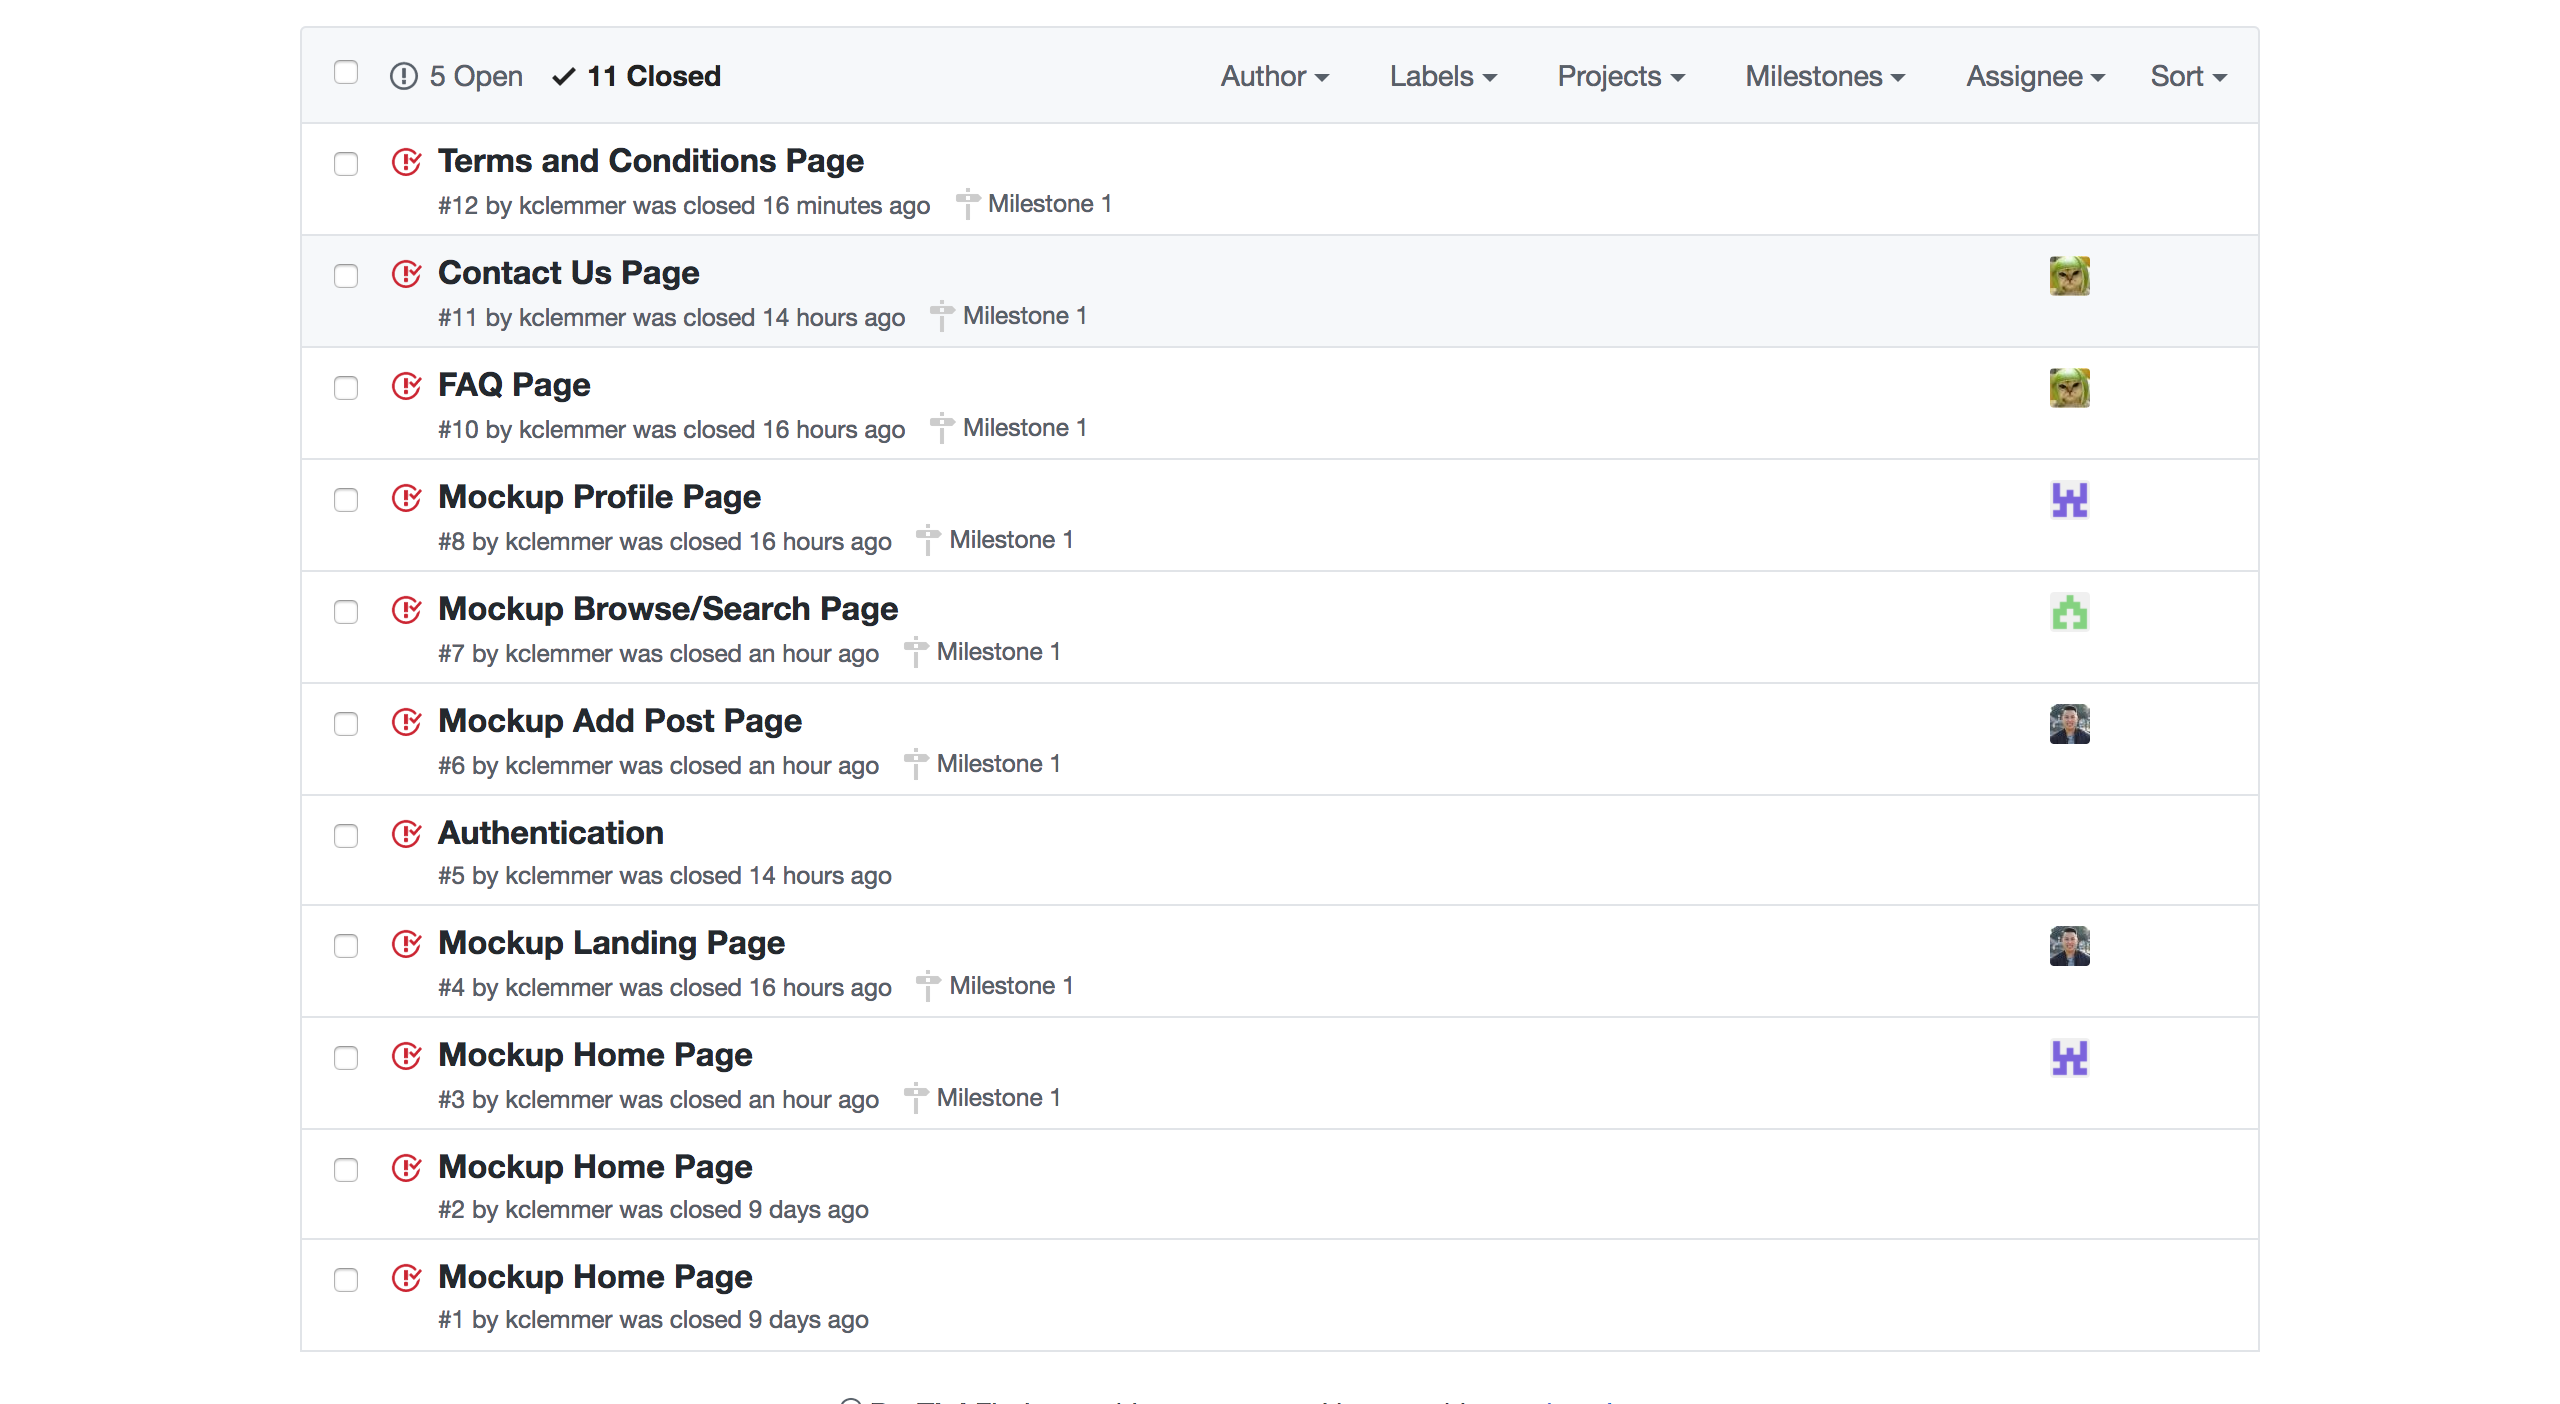 5 Open 11 Closed Author Labels Projects Milestones Assignee Sort
Terms and Conditions Page
#12 by kclemmer was closed 16 minutes ago Milestone 1
Contact Us Page
#11 by kclemmer was closed 14 hours ago Milestone 1
FAQ Page
#10 by kclemmer was closed 16 hours ago Milestone 1
Mockup Profile Page
#8 by kclemmer was closed 16 hours ago Milestone 1
Mockup Browse/Search Page
#7 by kclemmer was closed an hour ago Milestone 1
Mockup Add Post Page
#6 by kclemmer was closed an hour ago Milestone 1
Authentication
#5 by kclemmer was closed 14 hours ago
Mockup Landing Page
#4 by kclemmer was closed 16 hours ago Milestone 1
Mockup Home Page
#3 by kclemmer was closed an hour ago Milestone 1
Mockup Home Page
#2 by kclemmer was closed 9 days ago
Mockup Home Page
#1 by kclemmer was closed 9 days ago